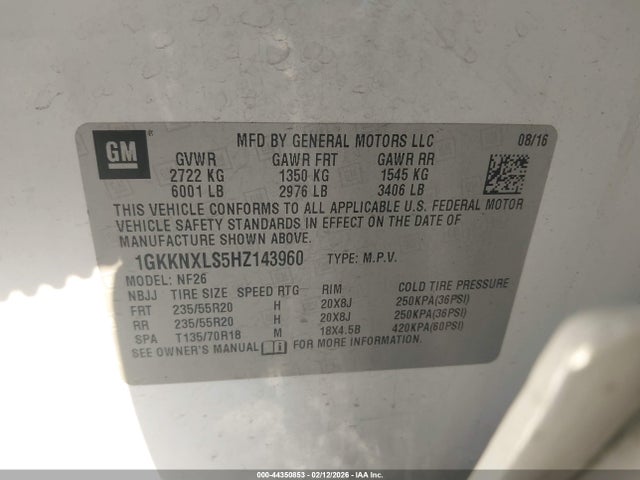 GM
MFD BY GENERAL MOTORS LLC 08/16
GVWR GAWR FRT GAWR RR
2722 KG 1350 KG 1545 KG
6001 LB 2976 LB 3406 LB
THIS VEHICLE CONFORMS TO ALL APPLICABLE U.S. FEDERAL MOTOR
VEHICLE SAFETY STANDARDS IN EFFECT ON THE DATE OF
MANUFACTURE SHOWN ABOVE.
1GKKNXLS5HZ143960 TYPE: M.P.V.
MODEL: NF26
NBJJ TIRE SIZE SPEED RTG RIM COLD TIRE PRESSURE
FRT 235/55R20 H 20X8J 250KPA(36PSI)
RR 235/55R20 H 20X8J 250KPA(36PSI)
SPA T135/70R18 M 18X4.5B 420KPA(60PSI)
SEE OWNER'S MANUAL i FOR MORE INFORMATION.
000-44350853 - 02/12/2026 - IAA Inc.